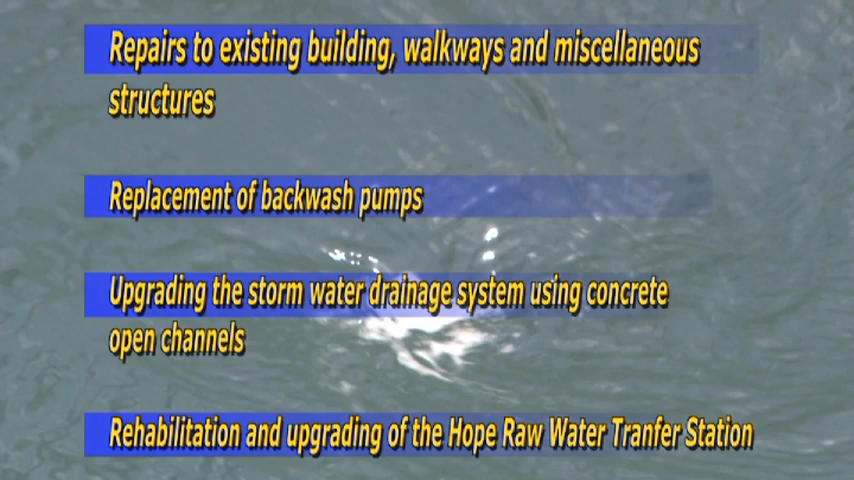 Repairs to existing building, walkways and miscellaneous
structures
Replacement of backwash pumps
Upgrading the storm water drainage system using concrete
open channels
Rehabilitation and upgrading of the Hope Raw Water Tranfer Station